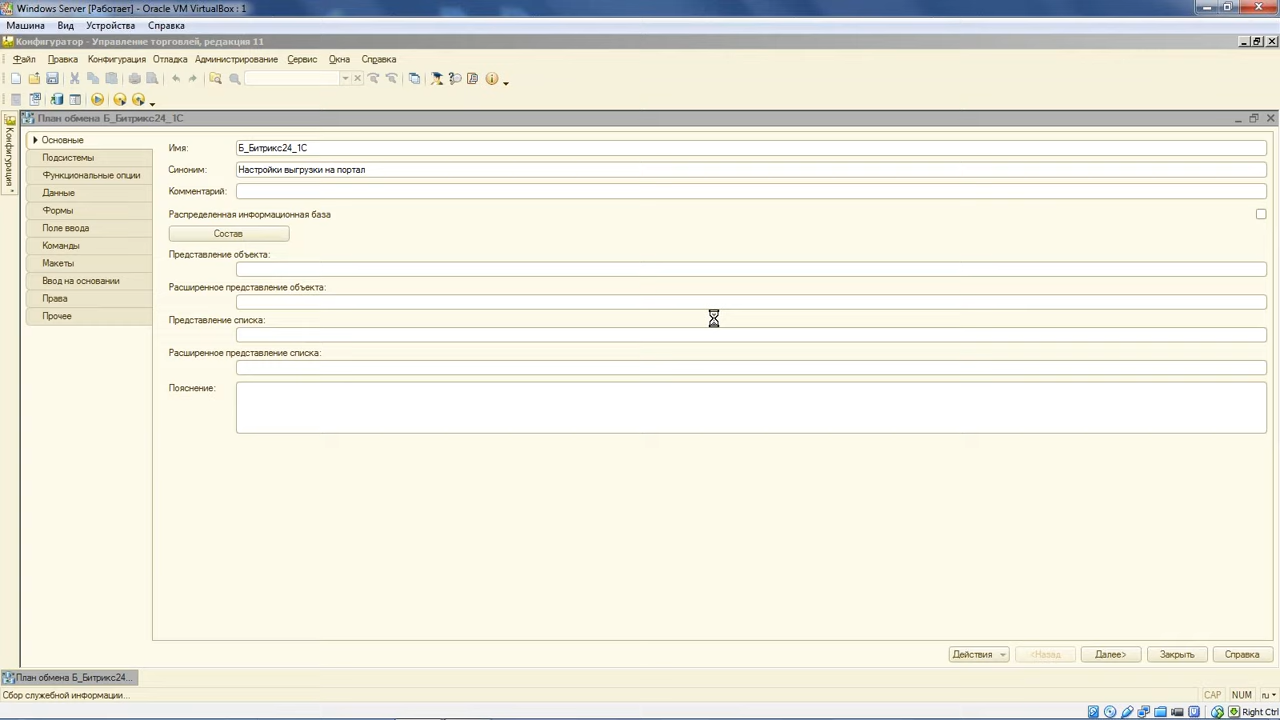 Windows Server [Работает] - Oracle VM VirtualBox : 1
Машина Вид Устройства Справка
Конфигуратор - Управление торговлей, редакция 11
Файл Правка Конфигурация Отладка Администрирование Сервис Окна Справка
План обмена Б_Битрикс24_1С
Конфигурация
Основные
Подсистемы
Функциональные опции
Данные
Формы
Поле ввода
Команды
Макеты
Ввод на основании
Права
Прочее
Имя: Б_Битрикс24_1С
Синоним: Настройки выгрузки на портал
Комментарий:
Распределенная информационная база
Состав
Представление объекта:
Расширенное представление объекта:
Представление списка:
Расширенное представление списка:
Пояснение:
Действия <Назад Далее> Закрыть Справка
План обмена Б_Битрикс24...
Сбор служебной информации... CAP NUM ru
Right Ctrl